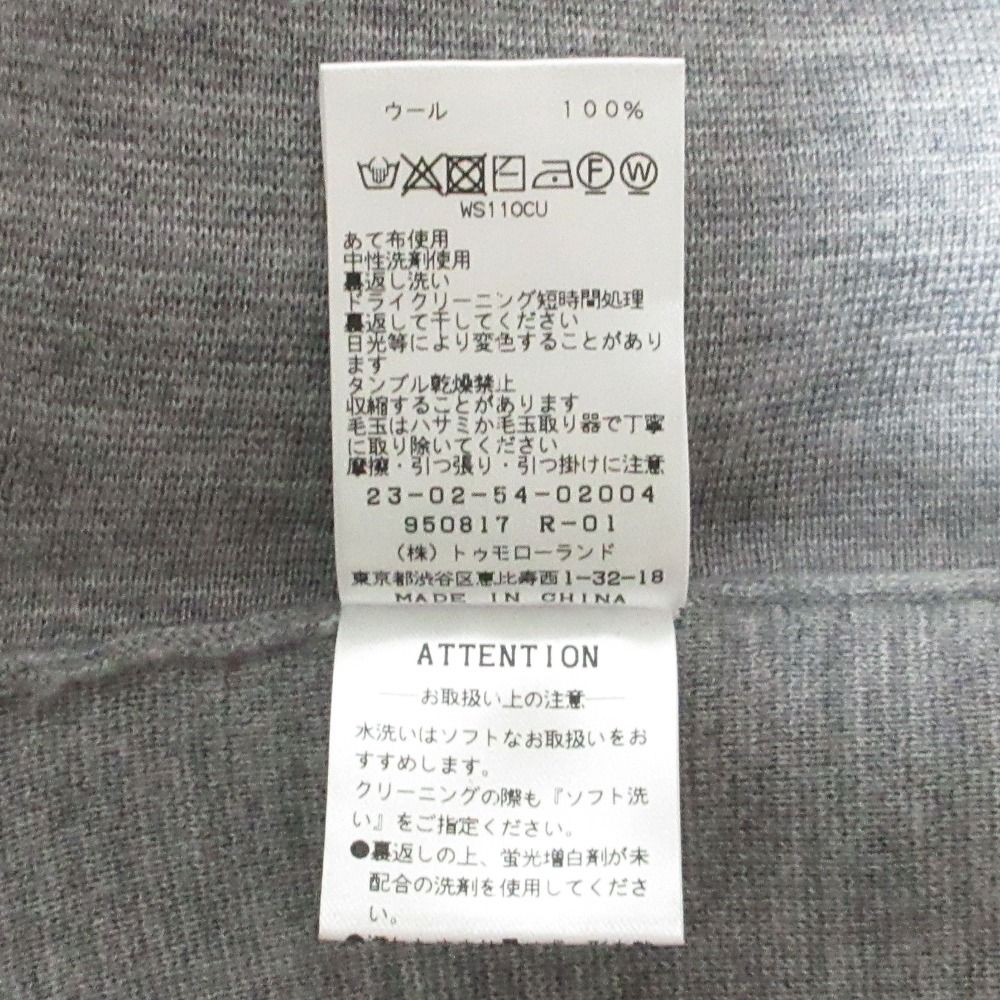 ウール 100%
F W
WS110CU
あて布使用
中性洗剤使用
裏返し洗い
ドライクリーニング短時間処理
裏返して干してください
日光等により変色することがあり
ます
タンブル乾燥禁止
収縮することがあります
毛玉はハサミか毛玉取り器で丁寧
に取り除いてください
摩擦・引つ張り・引つ掛けに注意
23-02-54-02004
950817 R-01
(株)トゥモローランド
東京都渋谷区恵比寿西1-32-18
MADE IN CHINA
ATTENTION
お取扱い上の注意
水洗いはソフトなお取扱いをお
すすめします。
クリーニングの際も『ソフト洗
い』をご指定ください。
●裏返しの上、蛍光増白剤が未
配合の洗剤を使用してくださ
い。